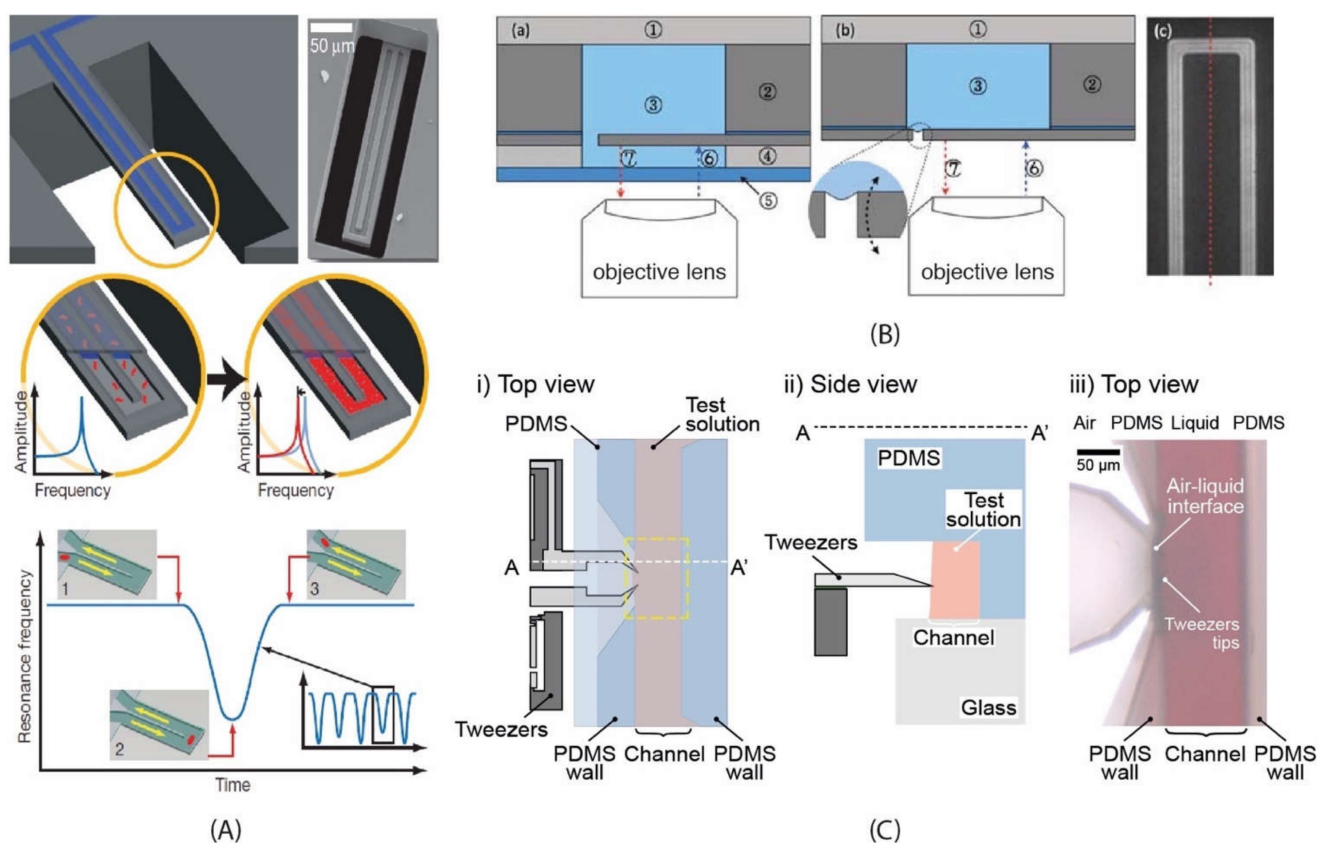 50 μm
Amplitude
Frequency
Amplitude
Frequency
Resonance frequency
1
2
3
Time
(A)
(a)
①
②
③
④
⑤
⑥
⑦
objective lens
(b)
①
②
③
⑥
⑦
objective lens
(c)
(B)
i) Top view
PDMS
Test
solution
A
A'
Tweezers
PDMS
wall
Channel
PDMS
wall
ii) Side view
A
A'
PDMS
Test
solution
Tweezers
Channel
Glass
iii) Top view
Air PDMS Liquid PDMS
50 μm
Air-liquid
interface
Tweezers
tips
PDMS
wall
Channel
PDMS
wall
(C)